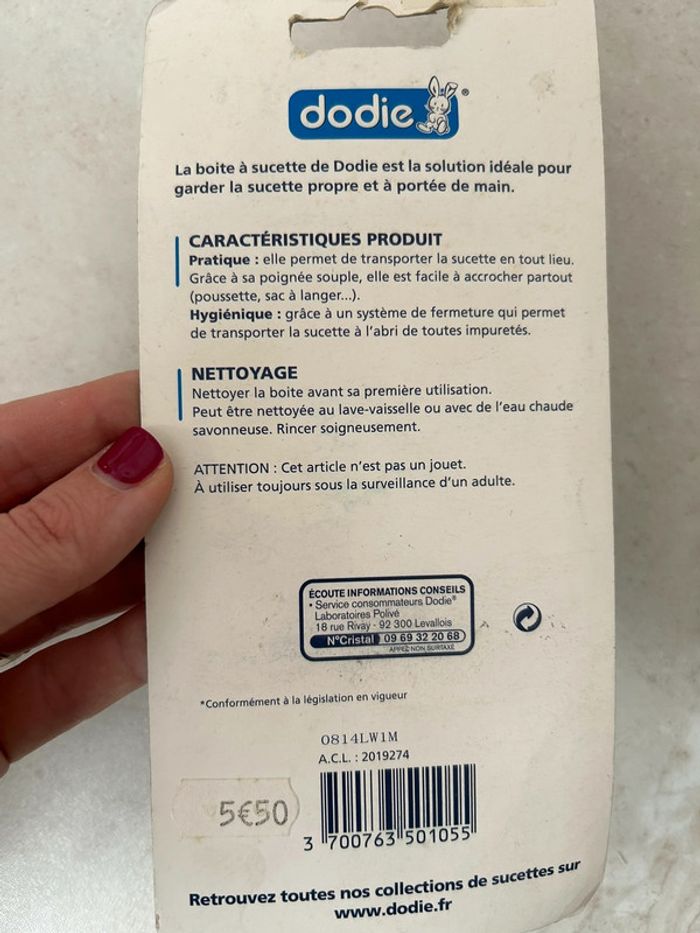 dodie®
La boite à sucette de Dodie est la solution idéale pour
garder la sucette propre et à portée de main.
CARACTÉRISTIQUES PRODUIT
Pratique : elle permet de transporter la sucette en tout lieu.
Grâce à sa poignée souple, elle est facile à accrocher partout
(poussette, sac à langer...).
Hygiénique : grâce à un système de fermeture qui permet
de transporter la sucette à l'abri de toutes impuretés.
NETTOYAGE
Nettoyer la boite avant sa première utilisation.
Peut être nettoyée au lave-vaisselle ou avec de l'eau chaude
savonneuse. Rincer soigneusement.
ATTENTION : Cet article n'est pas un jouet.
À utiliser toujours sous la surveillance d'un adulte.
ÉCOUTE INFORMATIONS CONSEILS
• Service consommateurs Dodie®
Laboratoires Polivé
18 rue Rivay - 92 300 Levallois
N°Cristal 09 69 32 20 68
APPEL NON SURTAXÉ
*Conformément à la législation en vigueur
0814LW1M
A.C.L. : 2019274
5€50
3 700763 501055
Retrouvez toutes nos collections de sucettes sur
www.dodie.fr